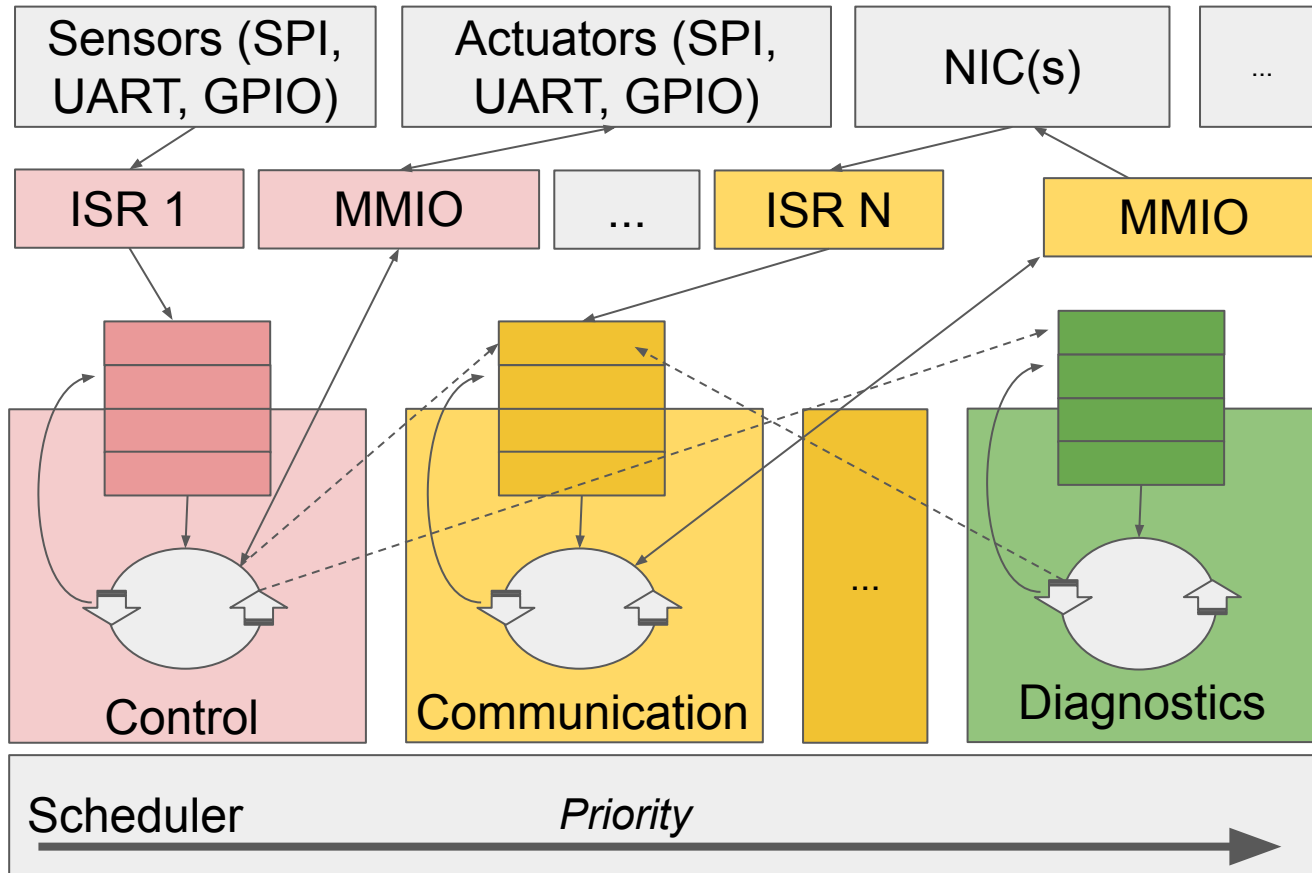 Sensors (SPI,
UART, GPIO)
Actuators (SPI,
UART, GPIO)
NIC(s)
...
ISR 1
MMIO
...
ISR N
MMIO
...
Control
Communication
Diagnostics
Scheduler
Priority